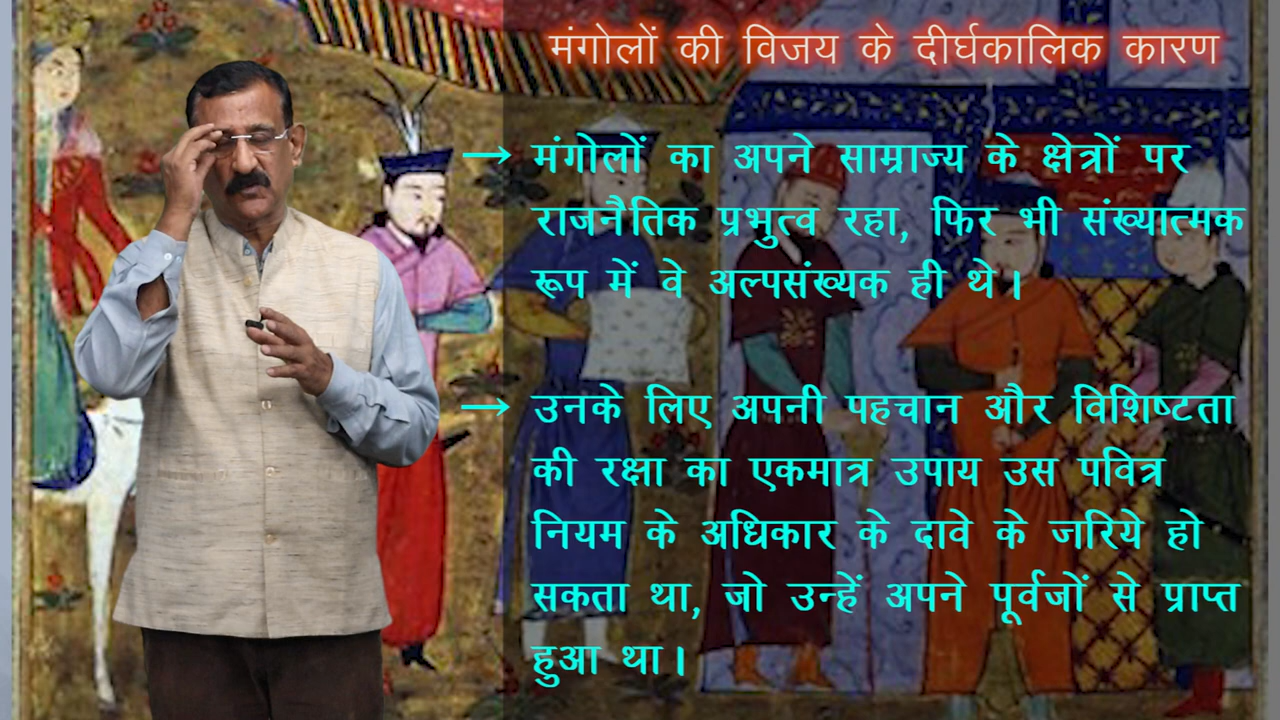 मंगोलों की विजय के दीर्घकालिक कारण
→ मंगोलों का अपने साम्राज्य के क्षेत्रों पर
राजनैतिक प्रभुत्व रहा, फिर भी संख्यात्मक
रूप में वे अल्पसंख्यक ही थे।
→ उनके लिए अपनी पहचान और विशिष्टता
की रक्षा का एकमात्र उपाय उस पवित्र
नियम के अधिकार के दावे के जरिये हो
सकता था, जो उन्हें अपने पूर्वजों से प्राप्त
हुआ था।